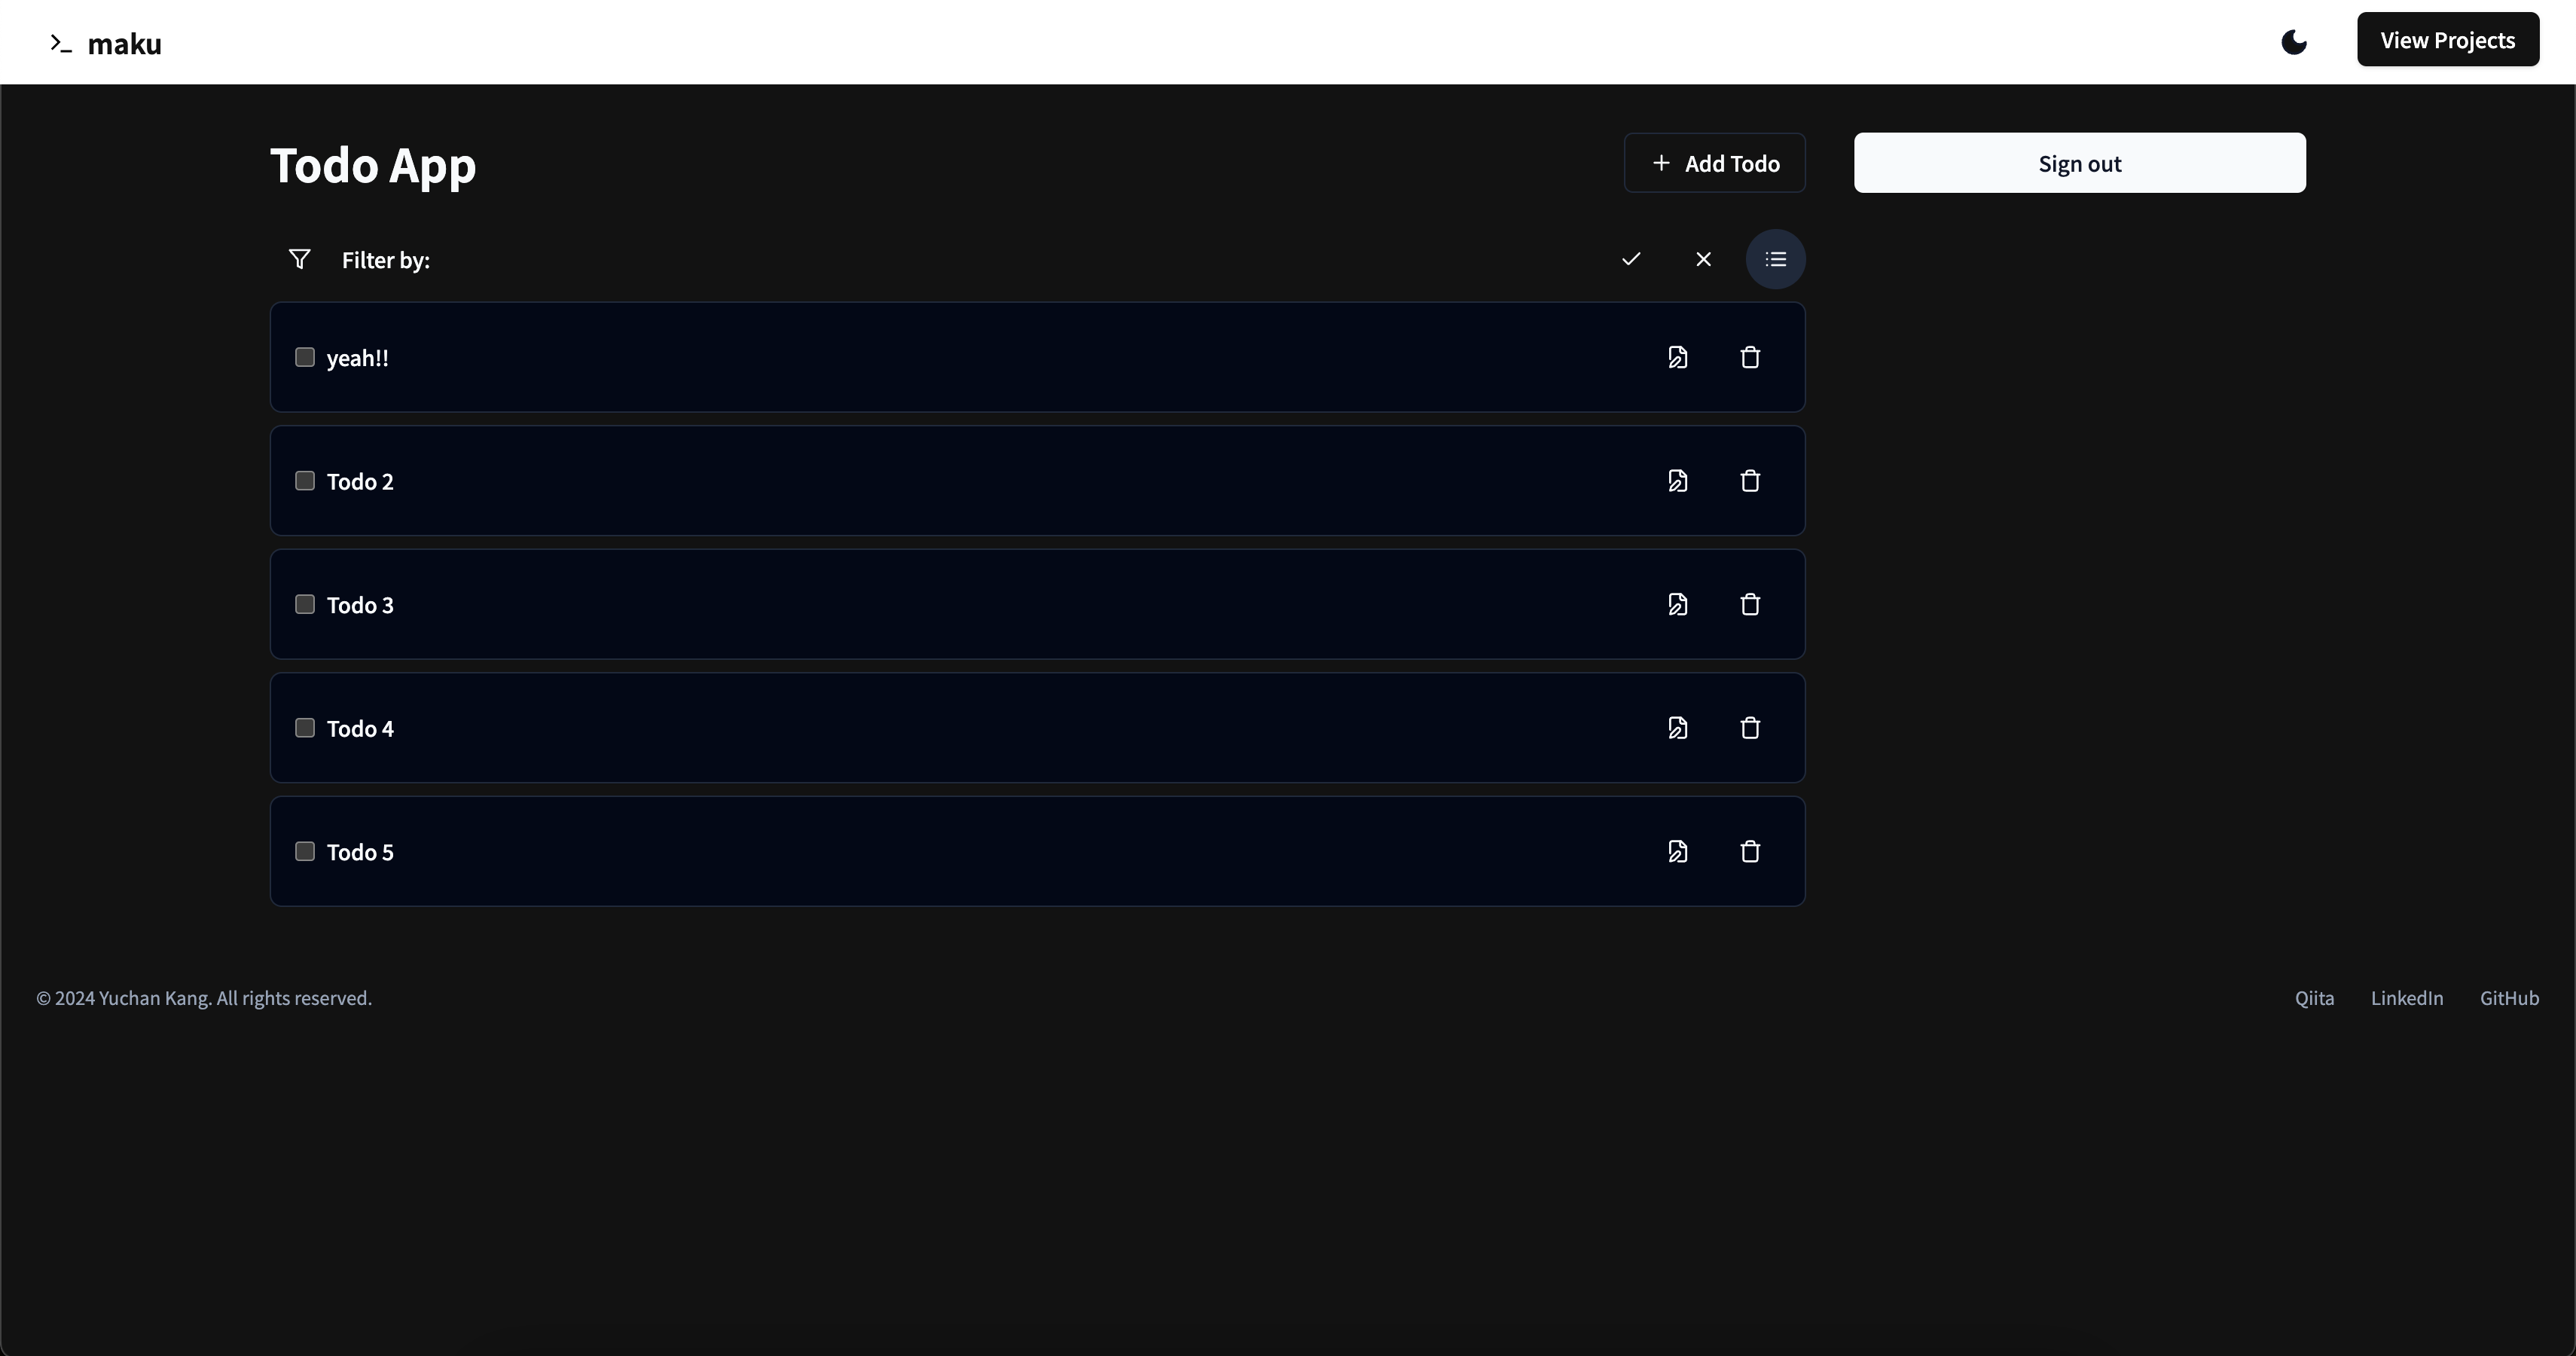 maku
View Projects
Todo App
Add Todo
Sign out
Filter by:
yeah!!
Todo 2
Todo 3
Todo 4
Todo 5
© 2024 Yuchan Kang. All rights reserved.
Qiita
LinkedIn
GitHub